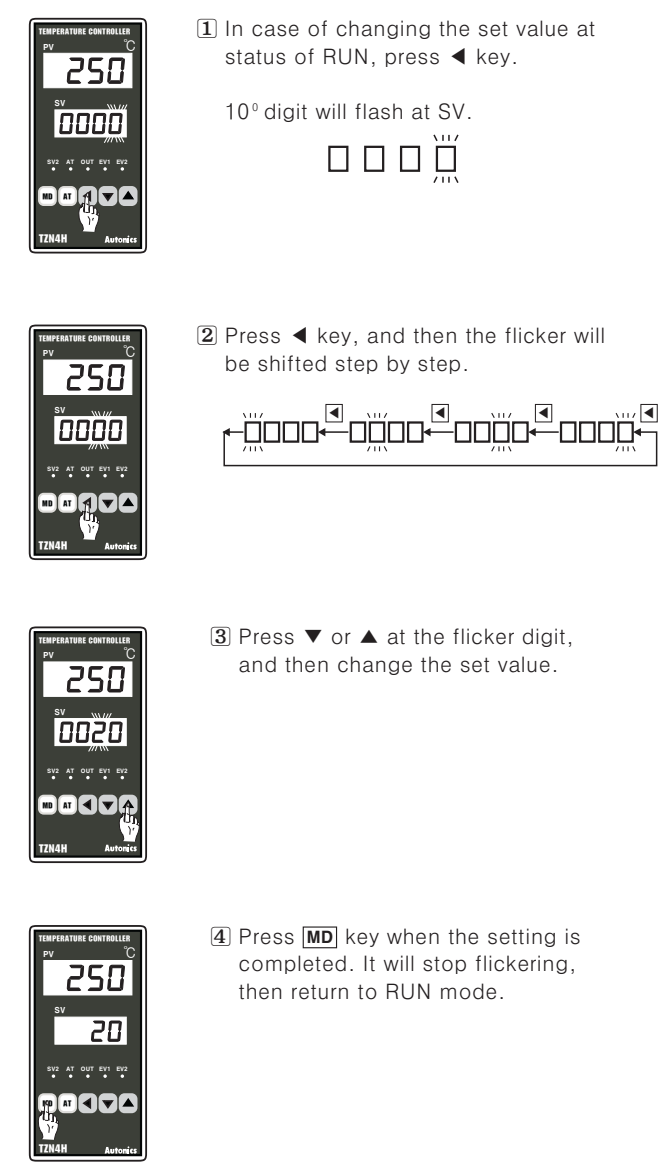 TEMPERATURE CONTROLLER
PV °C
250
SV
0000
SV2 AT OUT EV1 EV2
MD AT ◀ ▼ ▲
TZN4H Autonics
1 In case of changing the set value at
status of RUN, press ◀ key.
10⁰ digit will flash at SV.
TEMPERATURE CONTROLLER
PV °C
250
SV
0000
SV2 AT OUT EV1 EV2
MD AT ◀ ▼ ▲
TZN4H Autonics
2 Press ◀ key, and then the flicker will
be shifted step by step.
◀ ◀ ◀ ◀
TEMPERATURE CONTROLLER
PV °C
250
SV
0020
SV2 AT OUT EV1 EV2
MD AT ◀ ▼ ▲
TZN4H Autonics
3 Press ▼ or ▲ at the flicker digit,
and then change the set value.
TEMPERATURE CONTROLLER
PV °C
250
SV
20
SV2 AT OUT EV1 EV2
MD AT ◀ ▼ ▲
TZN4H Autonics
4 Press MD key when the setting is
completed. It will stop flickering,
then return to RUN mode.